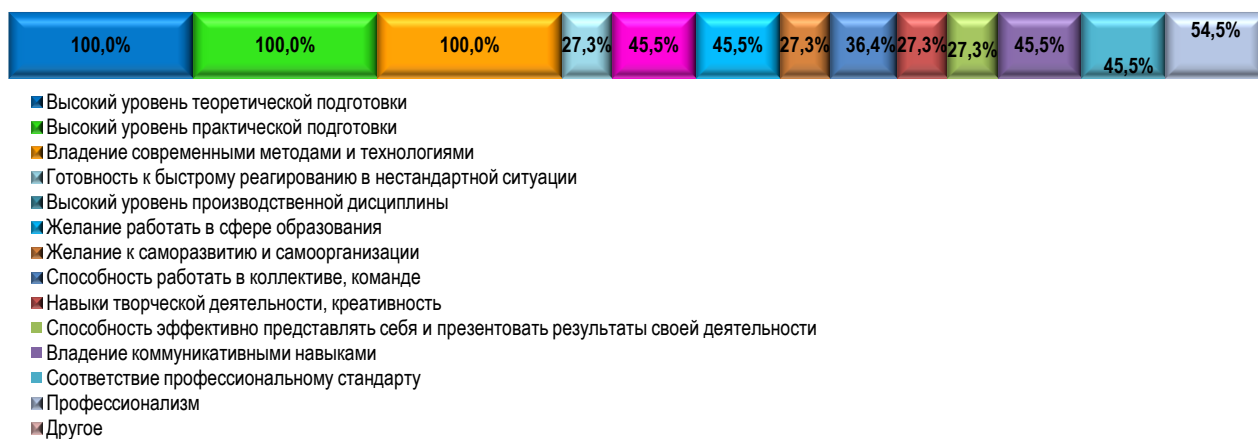 100,0% 100,0% 100,0% 27,3% 45,5% 45,5% 27,3% 36,4% 27,3% 27,3% 45,5% 45,5% 54,5%
Высокий уровень теоретической подготовки
Высокий уровень практической подготовки
Владение современными методами и технологиями
Готовность к быстрому реагированию в нестандартной ситуации
Высокий уровень производственной дисциплины
Желание работать в сфере образования
Желание к саморазвитию и самоорганизации
Способность работать в коллективе, команде
Навыки творческой деятельности, креативность
Способность эффективно представлять себя и презентовать результаты своей деятельности
Владение коммуникативными навыками
Соответствие профессиональному стандарту
Профессионализм
Другое